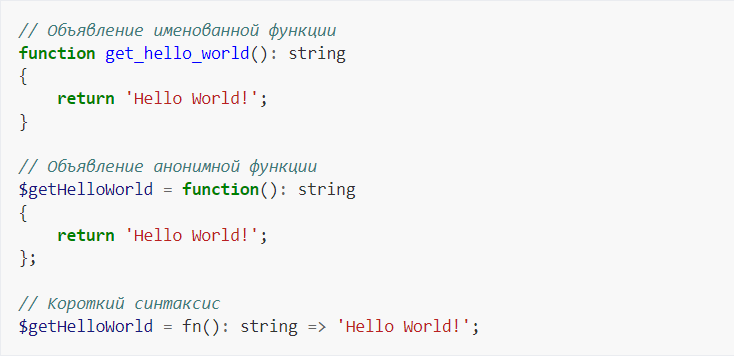 // Объявление именованной функции
function get_hello_world(): string
{
    return 'Hello World!';
}

// Объявление анонимной функции
$getHelloWorld = function(): string
{
    return 'Hello World!';
};

// Короткий синтаксис
$getHelloWorld = fn(): string => 'Hello World!';